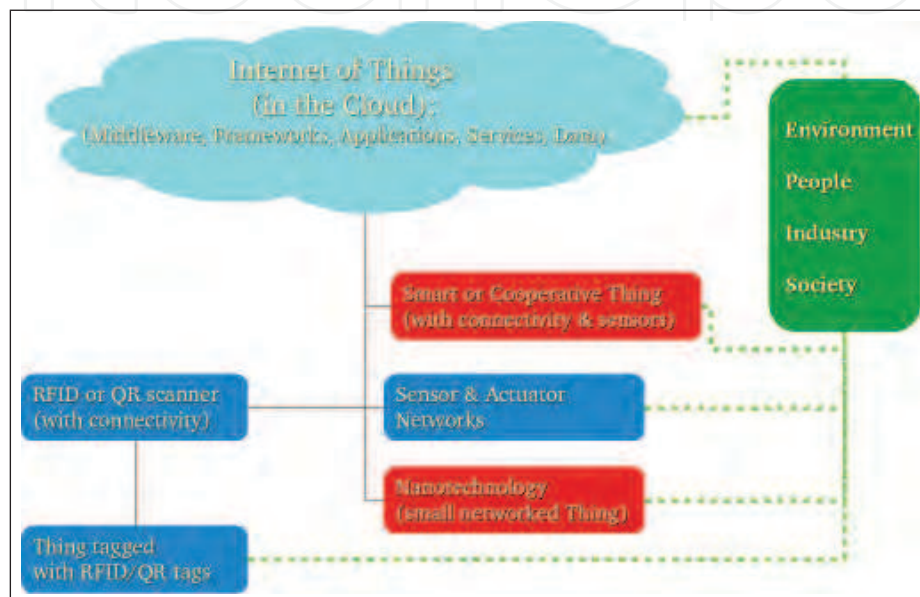 Internet of Things
(in the Cloud):
(Middleware, Frameworks, Applications, Services, Data)
Environment
People
Industry
Society
Smart or Cooperative Thing
(with connectivity & sensors)
RFID or QR scanner
(with connectivity)
Sensor & Actuator
Networks
Nanotechnology
(small networked Thing)
Thing tagged
with RFID/QR tags